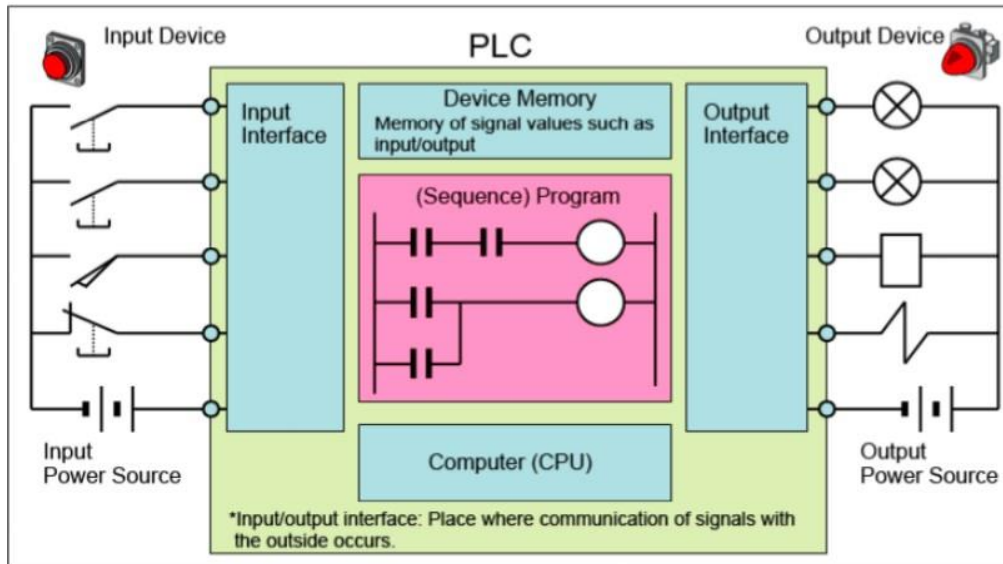 Input Device
PLC
Output Device
Input
Interface
Device Memory
Memory of signal values such as
input/output
Output
Interface
(Sequence) Program
Computer (CPU)
Input
Power Source
Output
Power Source
*Input/output interface: Place where communication of signals with
the outside occurs.